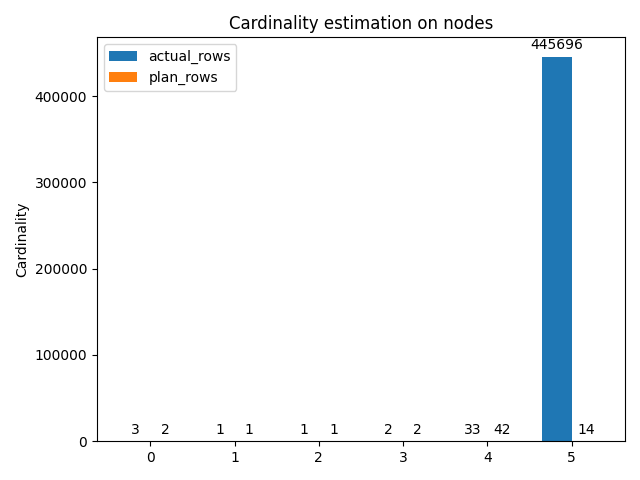 Cardinality estimation on nodes
445696
actual_rows
plan_rows
400000
300000
200000
100000
0
Cardinality
3 2 1 1 1 1 2 2 33 42 14
0 1 2 3 4 5